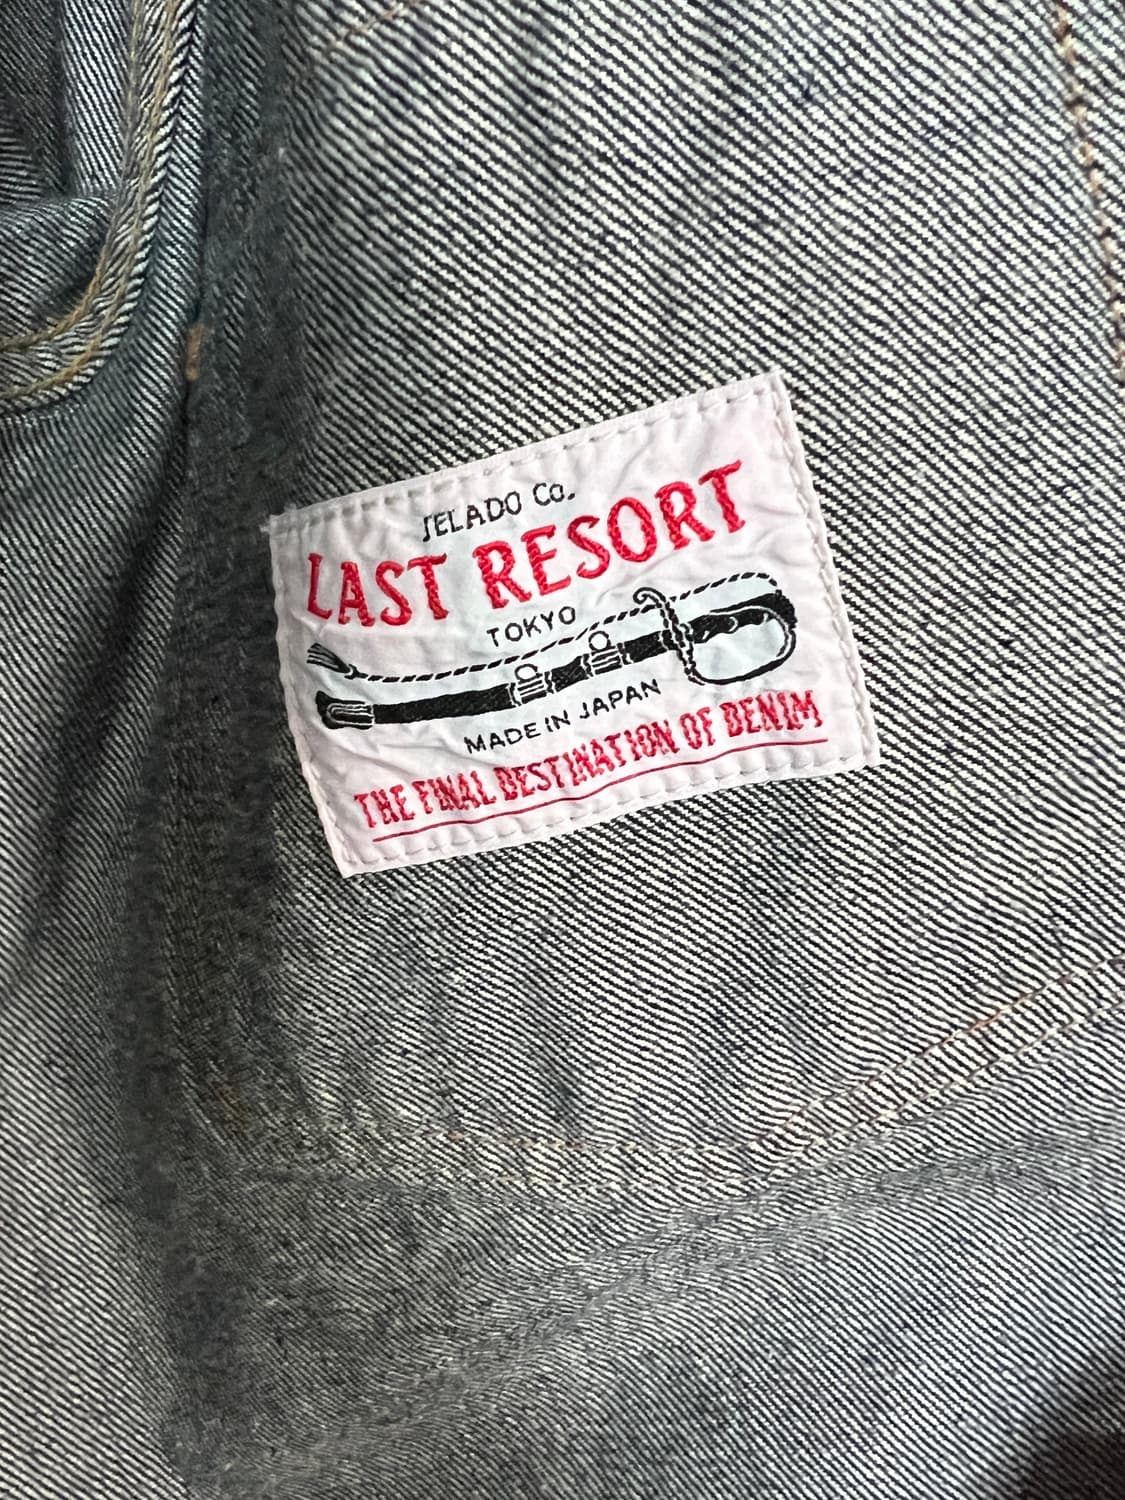 JELADO Co.
LAST RESORT
TOKYO
MADE IN JAPAN
THE FINAL DESTINATION OF DENIM